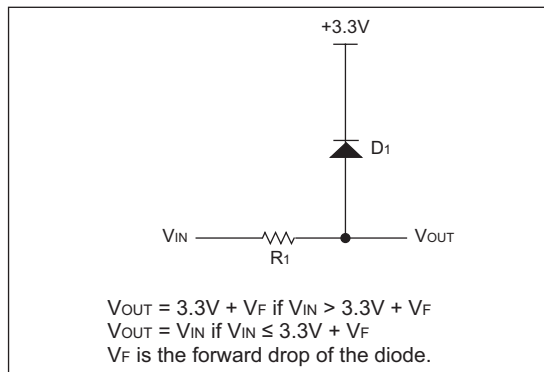 +3.3V
D1
VIN
R1
VOUT
VOUT = 3.3V + VF if VIN > 3.3V + VF
VOUT = VIN if VIN ≤ 3.3V + VF
VF is the forward drop of the diode.